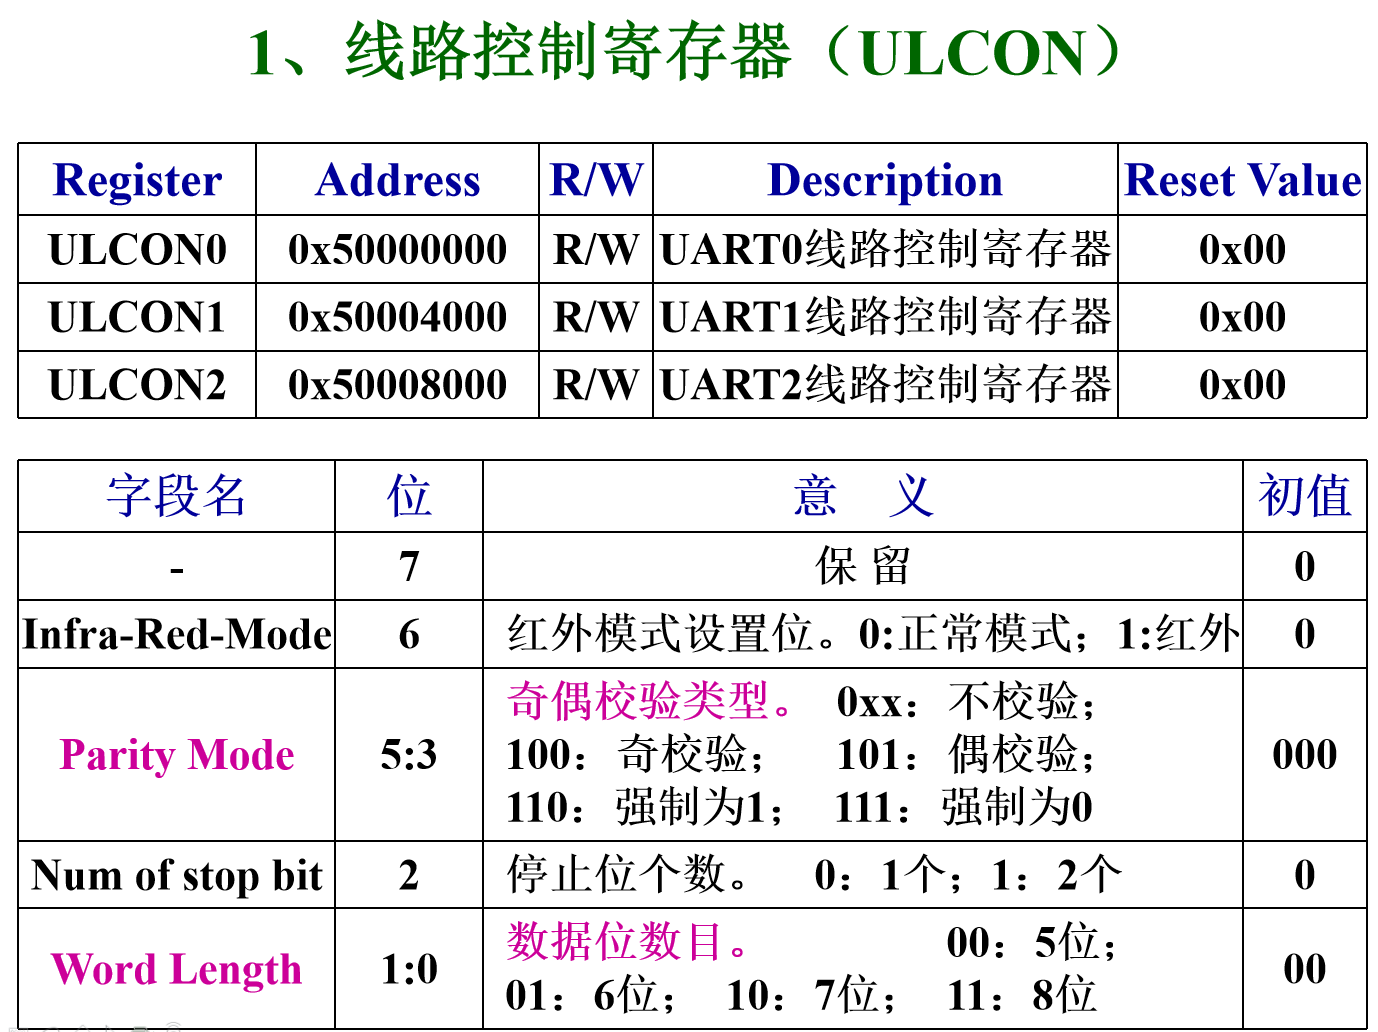 1、线路控制寄存器（ULCON）
Register Address R/W Description Reset Value
ULCON0 0x50000000 R/W UART0线路控制寄存器 0x00
ULCON1 0x50004000 R/W UART1线路控制寄存器 0x00
ULCON2 0x50008000 R/W UART2线路控制寄存器 0x00
字段名 位 意 义 初值
- 7 保 留 0
Infra-Red-Mode 6 红外模式设置位。0:正常模式；1:红外 0
奇偶校验类型。 0xx：不校验；
Parity Mode 5:3 100：奇校验； 101：偶校验； 000
110：强制为1； 111：强制为0
Num of stop bit 2 停止位个数。 0：1个；1：2个 0
数据位数目。 00：5位；
Word Length 1:0 01：6位； 10：7位； 11：8位 00